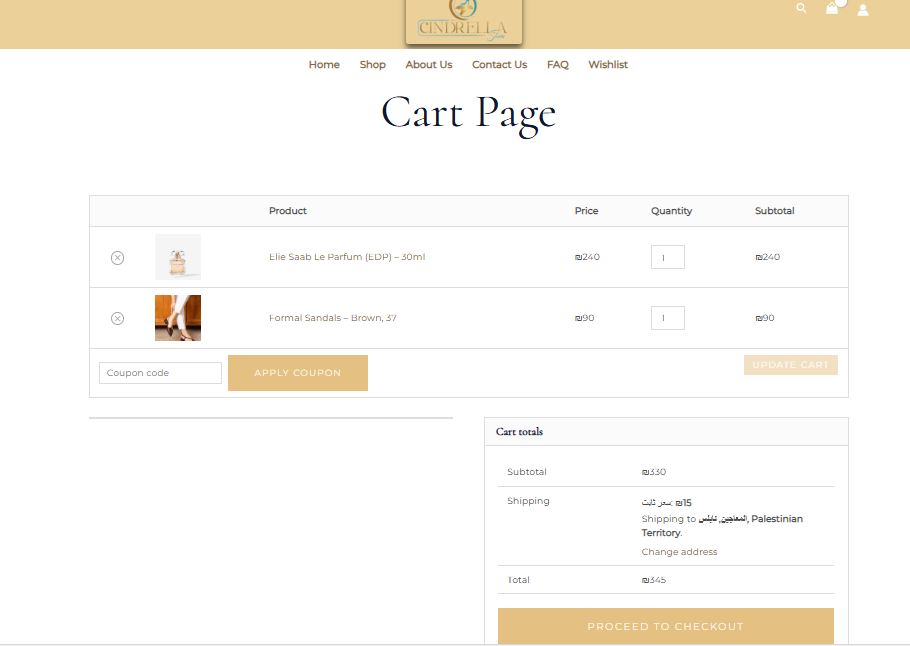 CINDRELLA
Home Shop About Us Contact Us FAQ Wishlist
Cart Page
Product Price Quantity Subtotal
Elie Saab Le Parfum (EDP) – 30ml ₪240 1 ₪240
Formal Sandals – Brown, 37 ₪90 1 ₪90
Coupon code APPLY COUPON UPDATE CART
Cart totals
Subtotal ₪330
Shipping سعر ثابت: ₪15
Shipping to المعاجين, نابلس, Palestinian
Territory.
Change address
Total ₪345
PROCEED TO CHECKOUT